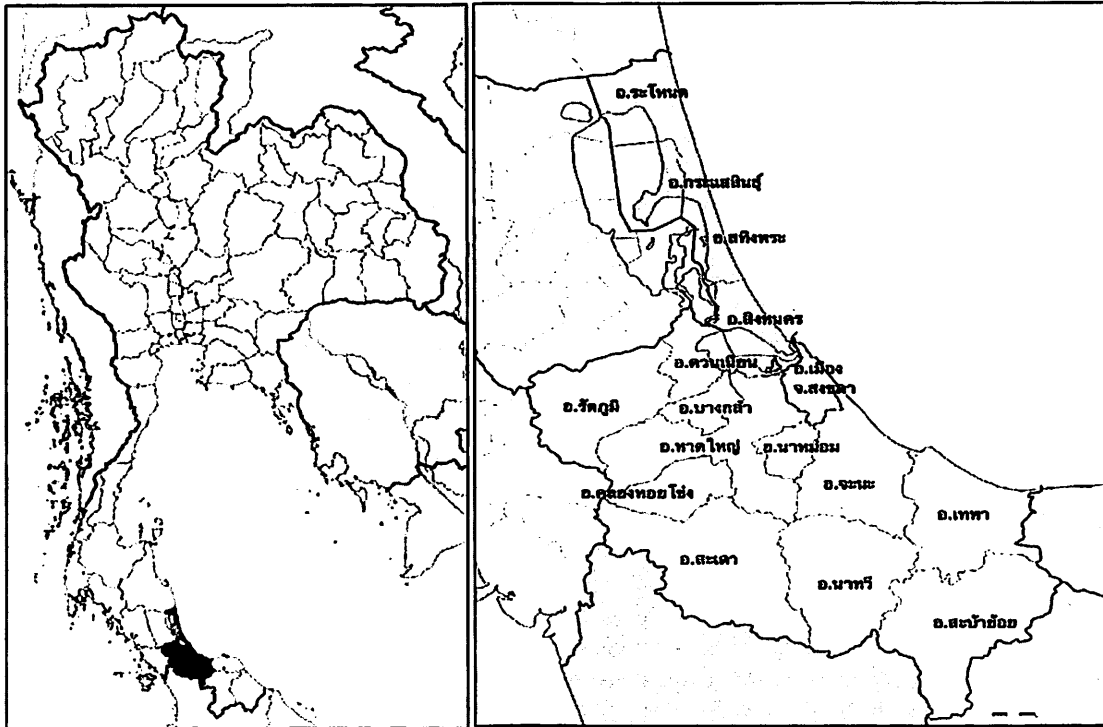 อ.ระโหนด
อ.กระแสสินธุ์
อ.สทิงพระ
อ.สิงหนคร
อ.ควนเนียน
อ.เมือง
จ.สงขลา
อ.รัตภูมิ
อ.บางกล่ำ
อ.หาดใหญ่
อ.นาหม่อม
อ.คลองหอยโข่ง
อ.จะนะ
อ.เทพา
อ.สะเดา
อ.นาทวี
อ.สะบ้าย้อย